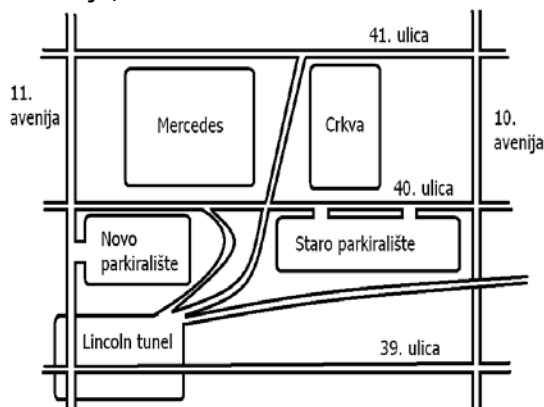 41. ulica
11.
avenija
Mercedes
Crkva
10.
avenija
40. ulica
Novo
parkiralište
Staro parkiralište
Lincoln tunel
39. ulica